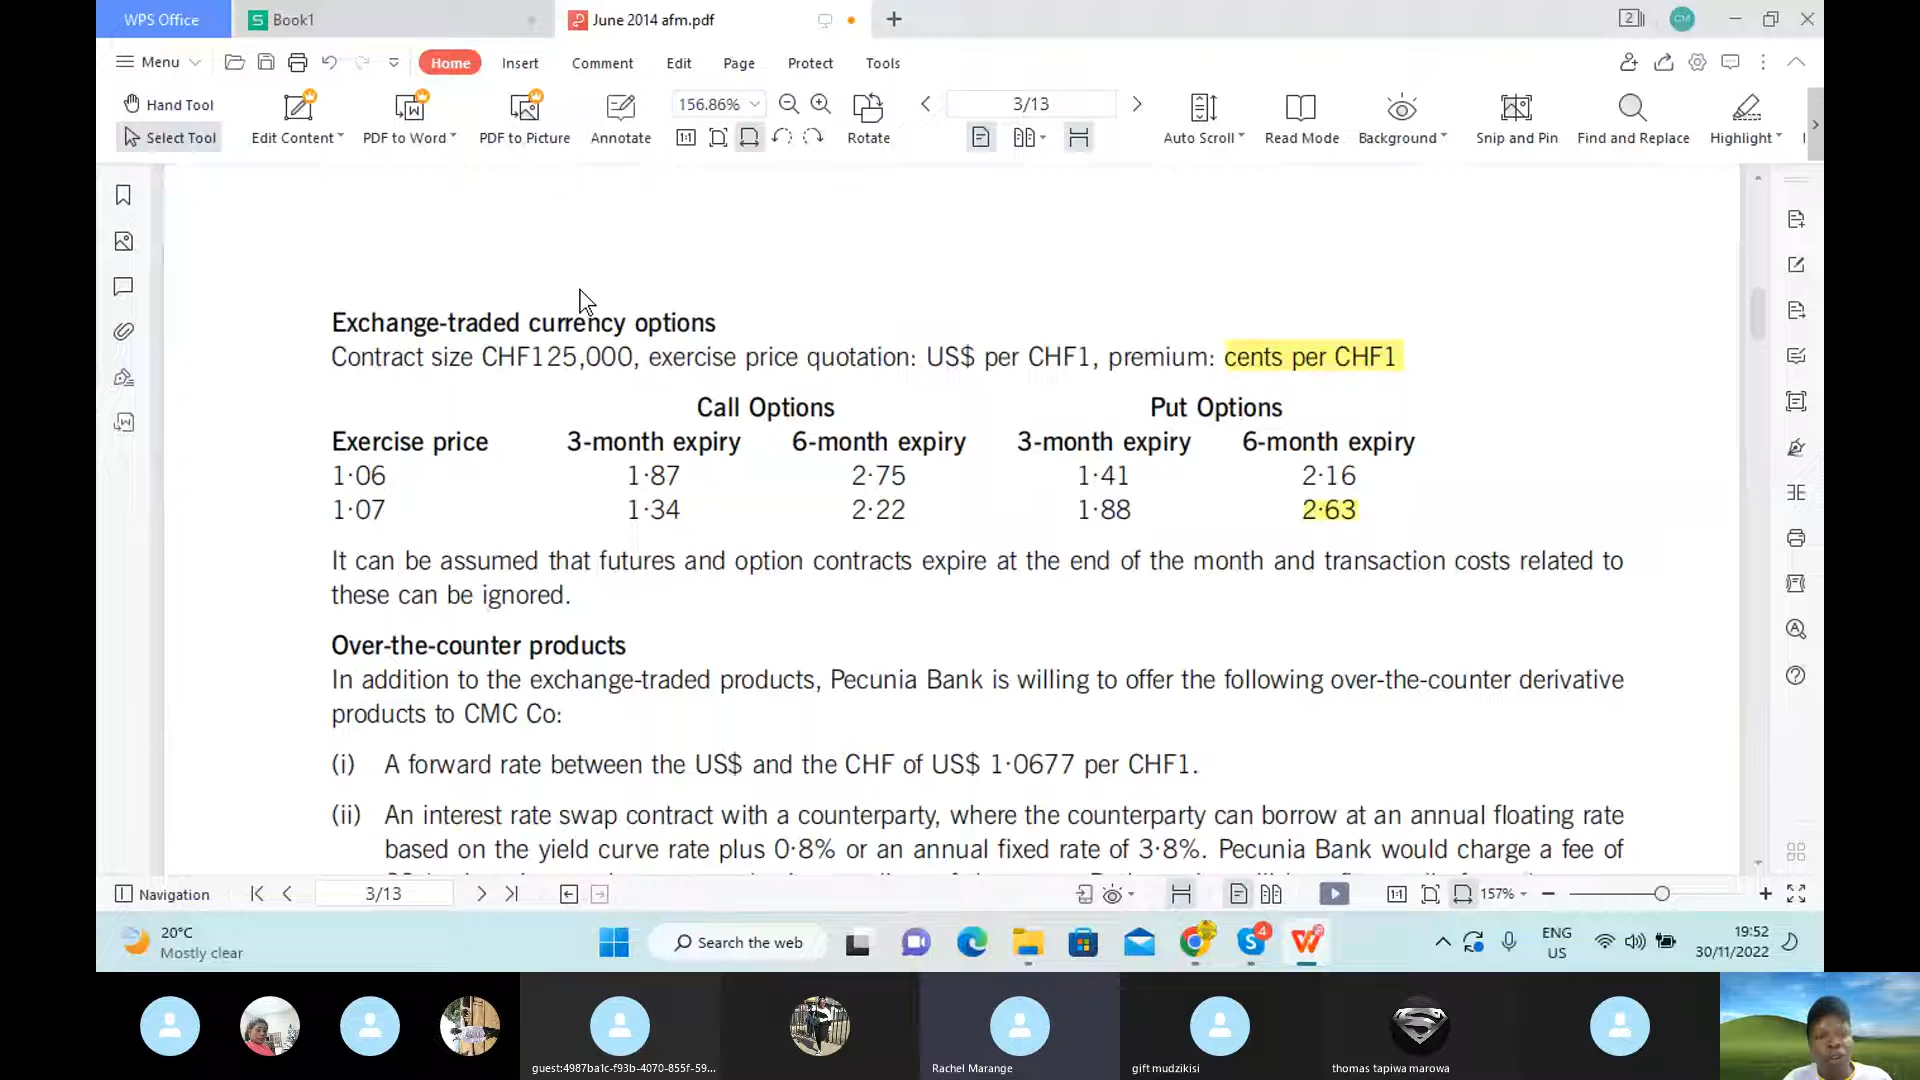 WPS Office
Book1
June 2014 afm.pdf
2
CM
Menu
Home
Insert
Comment
Edit
Page
Protect
Tools
Hand Tool
Select Tool
Edit Content
PDF to Word
PDF to Picture
Annotate
156.86%
Rotate
3/13
Auto Scroll
Read Mode
Background
Snip and Pin
Find and Replace
Highlight
Exchange-traded currency options
Contract size CHF125,000, exercise price quotation: US$ per CHF1, premium: cents per CHF1
Call Options Put Options
Exercise price 3-month expiry 6-month expiry 3-month expiry 6-month expiry
1·06 1·87 2·75 1·41 2·16
1·07 1·34 2·22 1·88 2·63
It can be assumed that futures and option contracts expire at the end of the month and transaction costs related to
these can be ignored.
Over-the-counter products
In addition to the exchange-traded products, Pecunia Bank is willing to offer the following over-the-counter derivative
products to CMC Co:
(i) A forward rate between the US$ and the CHF of US$ 1·0677 per CHF1.
(ii) An interest rate swap contract with a counterparty, where the counterparty can borrow at an annual floating rate
based on the yield curve rate plus 0·8% or an annual fixed rate of 3·8%. Pecunia Bank would charge a fee of
Navigation
3/13
157%
20°C
Mostly clear
Search the web
4
ENG
US
19:52
30/11/2022
guest:4987ba1c-f93b-4070-855f-59...
Rachel Marange
gift mudzikisi
thomas tapiwa marowa